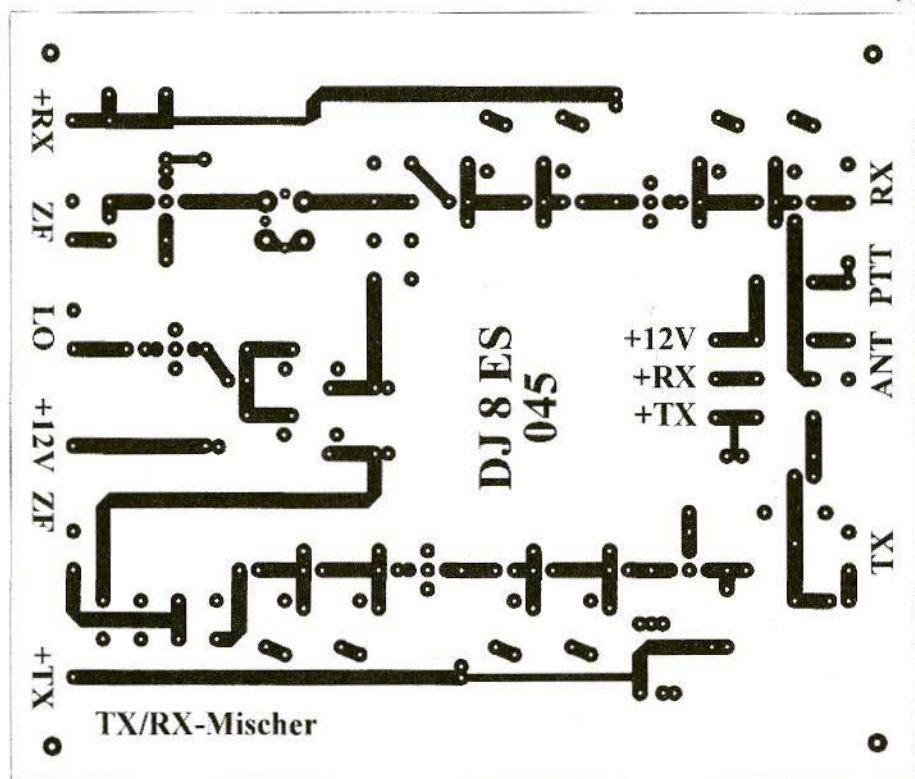 +RX
ZF
LO
+12V
ZF
+TX
TX/RX-Mischer
DJ 8 ES
045
+12V
+RX
+TX
RX
PTT
ANT
TX